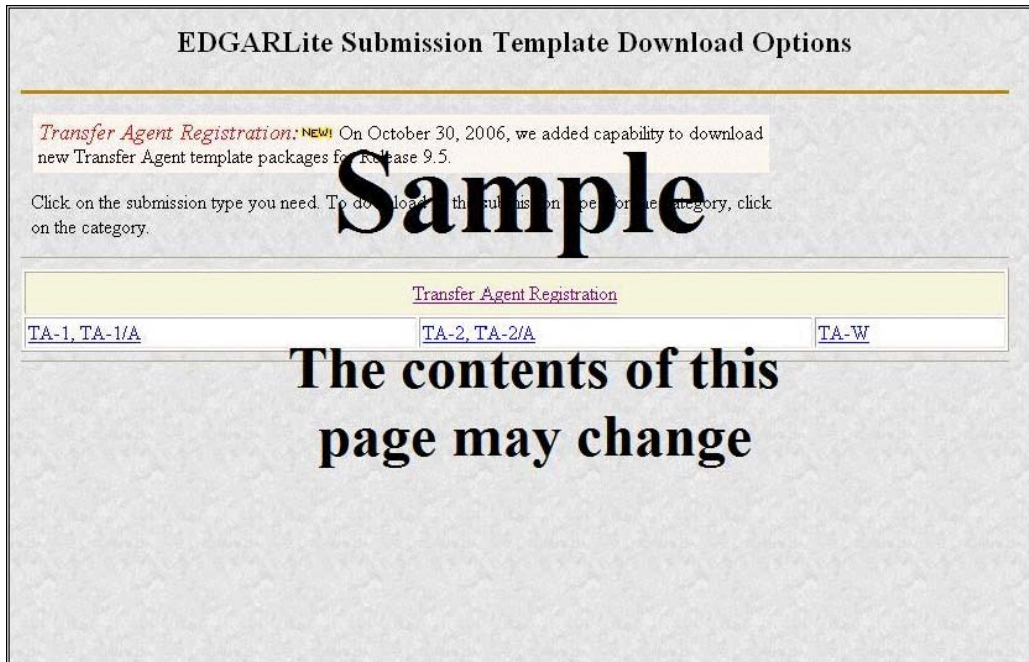 EDGARLite Submission Template Download Options
Transfer Agent Registration: NEW! On October 30, 2006, we added capability to download
new Transfer Agent template packages for Release 9.5.
Sample
Click on the submission type you need. To download the submission for the category, click
on the category.
Transfer Agent Registration
TA-1, TA-1/A TA-2, TA-2/A TA-W
The contents of this
page may change